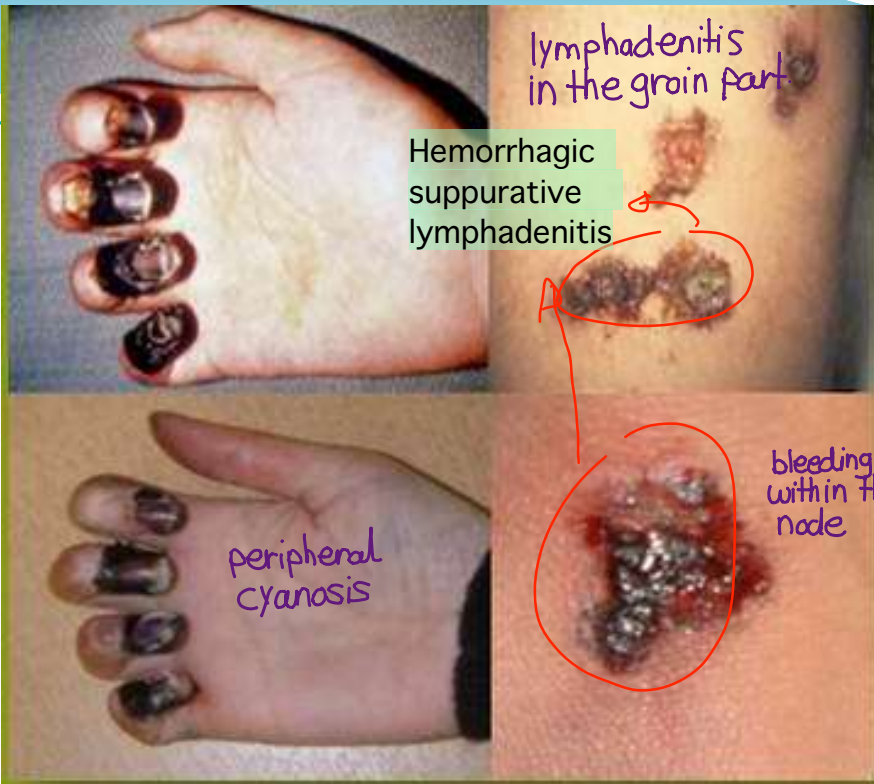 lymphadenitis
in the groin part
Hemorrhagic
suppurative
lymphadenitis
peripheral
cyanosis
bleeding
within
node